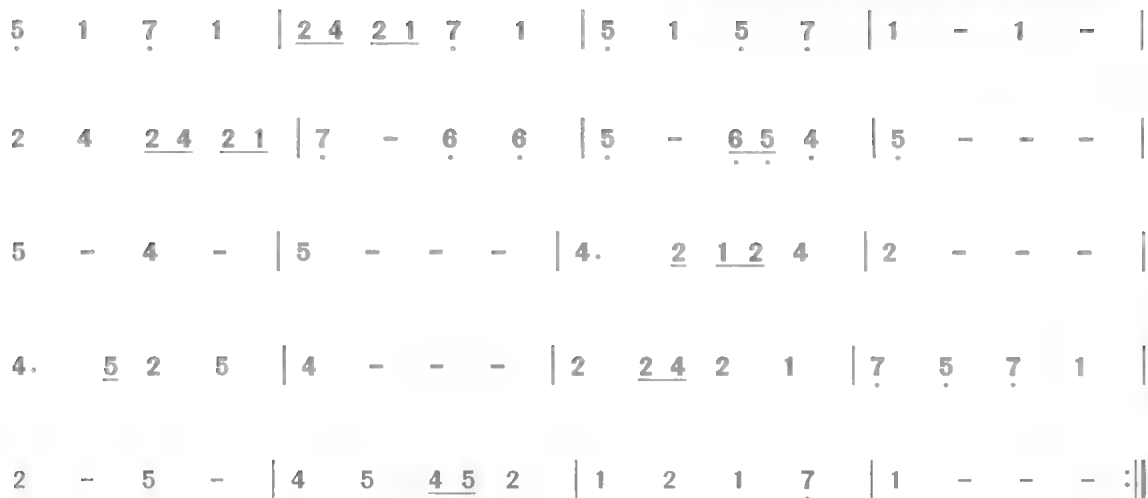 5̣ 1 7̣ 1 | 2 4 2 1 7̣ 1 | 5̣ 1 5̣ 7̣ | 1 - 1 - |
2 4 2 4 2 1 | 7̣ - 6̣ 6̣ | 5̣ - 6̣ 5̣ 4̣ | 5̣ - - - |
5 - 4 - | 5 - - - | 4. 2 1 2 4 | 2 - - - |
4. 5 2 5 | 4 - - - | 2 2 4 2 1 | 7̣ 5̣ 7̣ 1 |
2 - 5 - | 4 5 4 5 2 | 1 2 1 7̣ | 1 - - - :‖